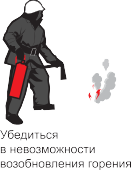 Убедиться
в невозможности
возобновления горения